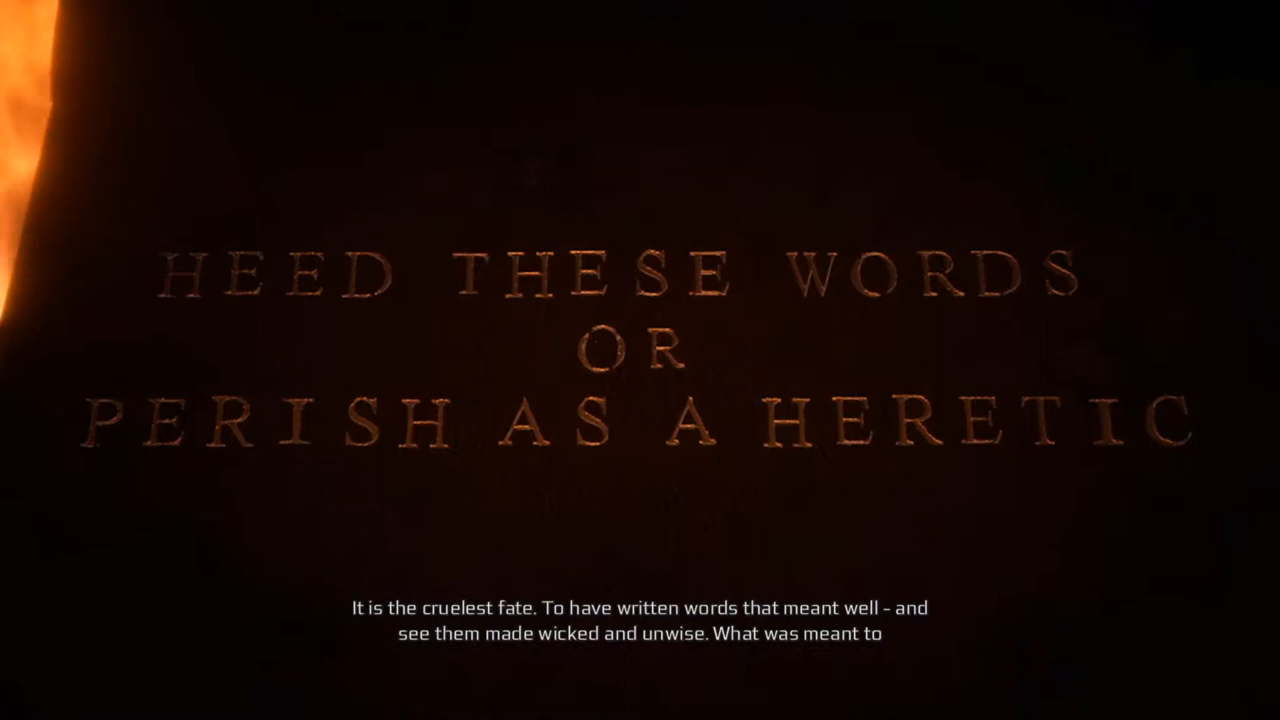 HEED THESE WORDS
OR
PERISH AS A HERETIC
It is the cruelest fate. To have written words that meant well - and
see them made wicked and unwise. What was meant to